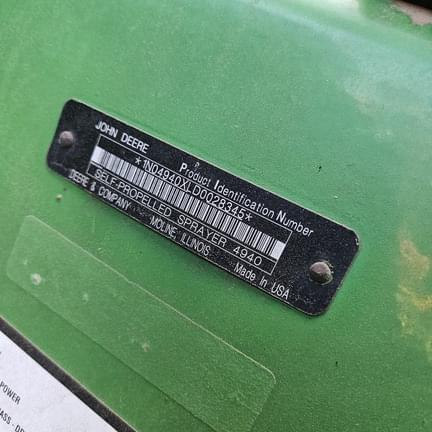 JOHN DEERE
Product Identification Number
*1N04940XLD0028345*
SELF-PROPELLED SPRAYER 4940
DEERE & COMPANY MOLINE ILLINOIS Made in USA
POWER